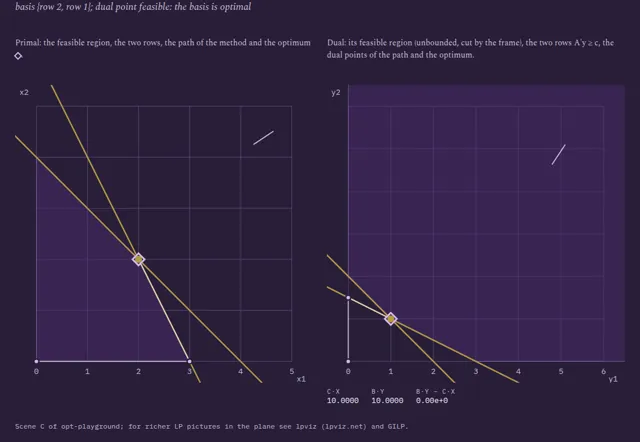 basis {row 2, row 1}; dual point feasible: the basis is optimal
Primal: the feasible region, the two rows, the path of the method and the optimum
Dual: its feasible region (unbounded, cut by the frame), the two rows A'y ≥ c, the
dual points of the path and the optimum.
x2
0 1 2 3 4 5
x1
y2
0 1 2 3 4 5 6
y1
C·X B·Y B·Y − C·X
10.0000 10.0000 0.00e+0
Scene C of opt-playground; for richer LP pictures in the plane see lpviz (lpviz.net) and GILP.